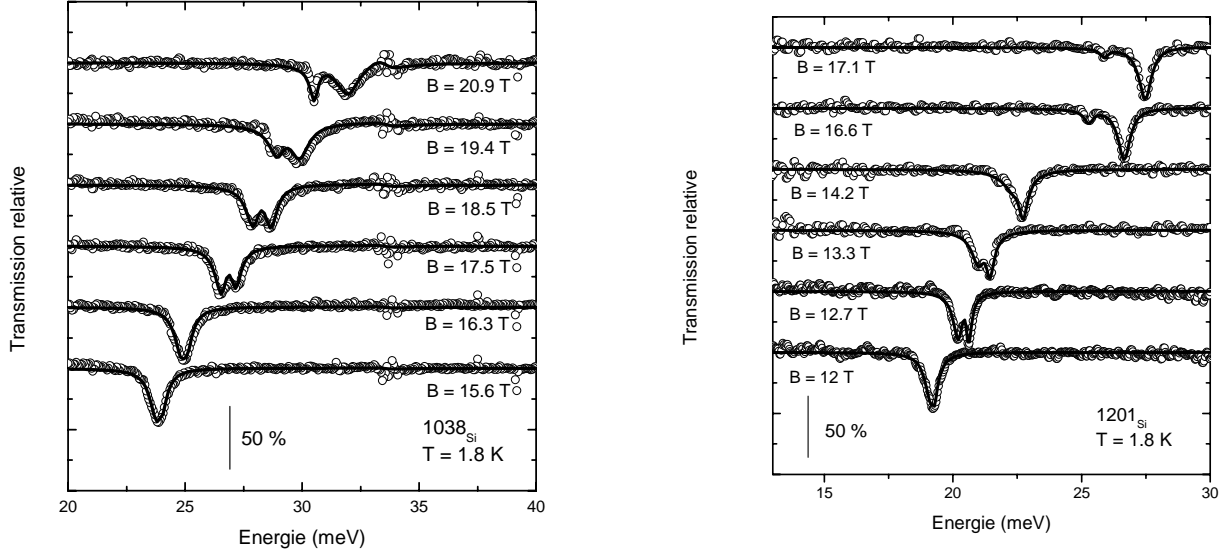 Transmission relative
B = 20.9 T
B = 19.4 T
B = 18.5 T
B = 17.5 T
B = 16.3 T
B = 15.6 T
50 %
1038Si
T = 1.8 K
20 25 30 35 40
Energie (meV)
Transmission relative
B = 17.1 T
B = 16.6 T
B = 14.2 T
B = 13.3 T
B = 12.7 T
B = 12 T
50 %
1201Si
T = 1.8 K
15 20 25 30
Energie (meV)